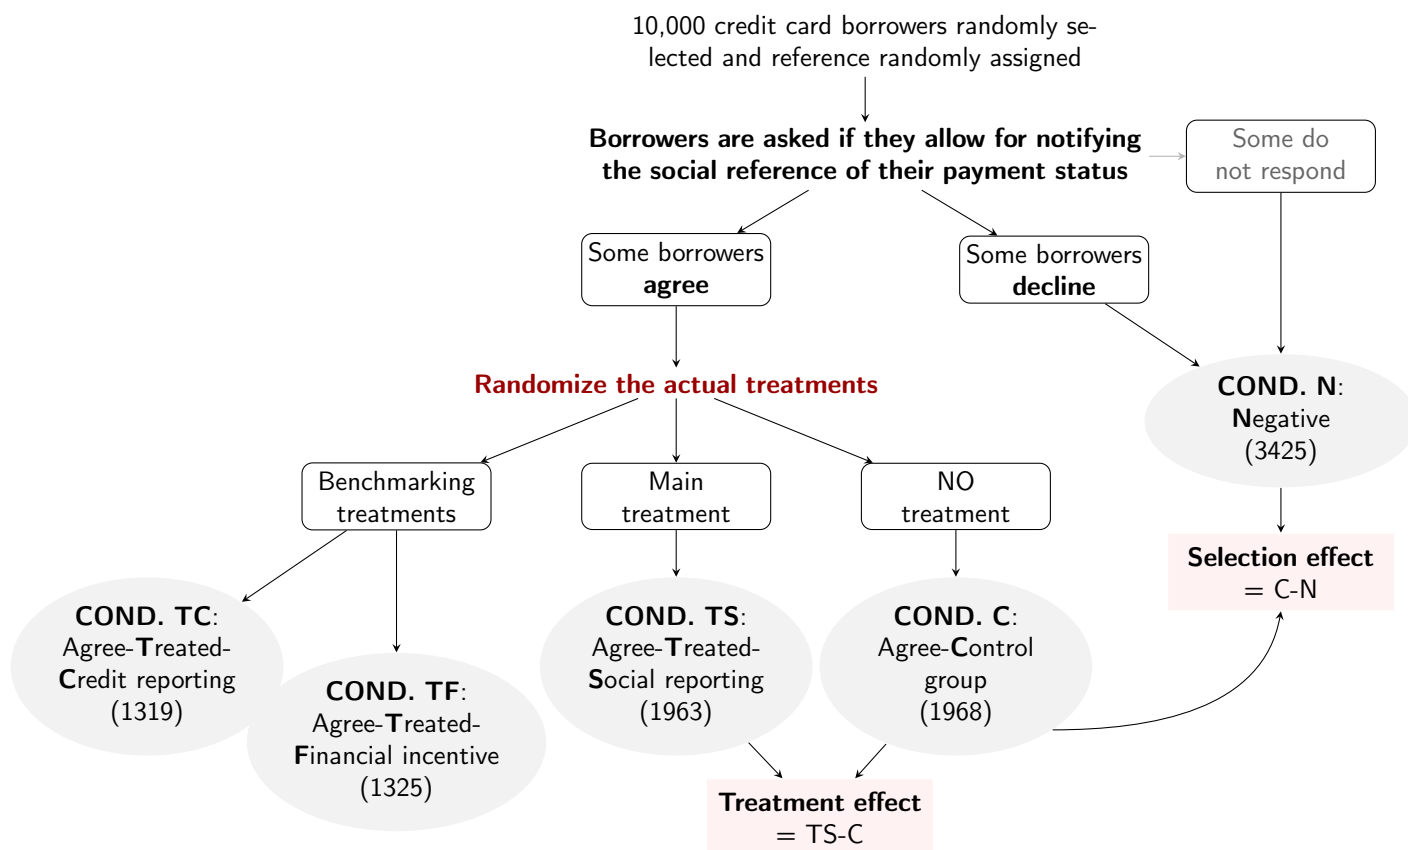 10,000 credit card borrowers randomly se-
lected and reference randomly assigned
Borrowers are asked if they allow for notifying
the social reference of their payment status
Some do
not respond
Some borrowers
agree
Some borrowers
decline
Randomize the actual treatments
COND. N:
Negative
(3425)
Benchmarking
treatments
Main
treatment
NO
treatment
Selection effect
= C-N
COND. TC:
Agree-Treated-
Credit reporting
(1319)
COND. TF:
Agree-Treated-
Financial incentive
(1325)
COND. TS:
Agree-Treated-
Social reporting
(1963)
COND. C:
Agree-Control
group
(1968)
Treatment effect
= TS-C